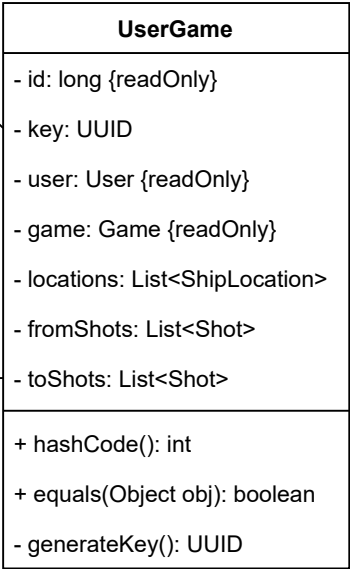 UserGame
- id: long {readOnly}
- key: UUID
- user: User {readOnly}
- game: Game {readOnly}
- locations: List<ShipLocation>
- fromShots: List<Shot>
- toShots: List<Shot>
+ hashCode(): int
+ equals(Object obj): boolean
- generateKey(): UUID